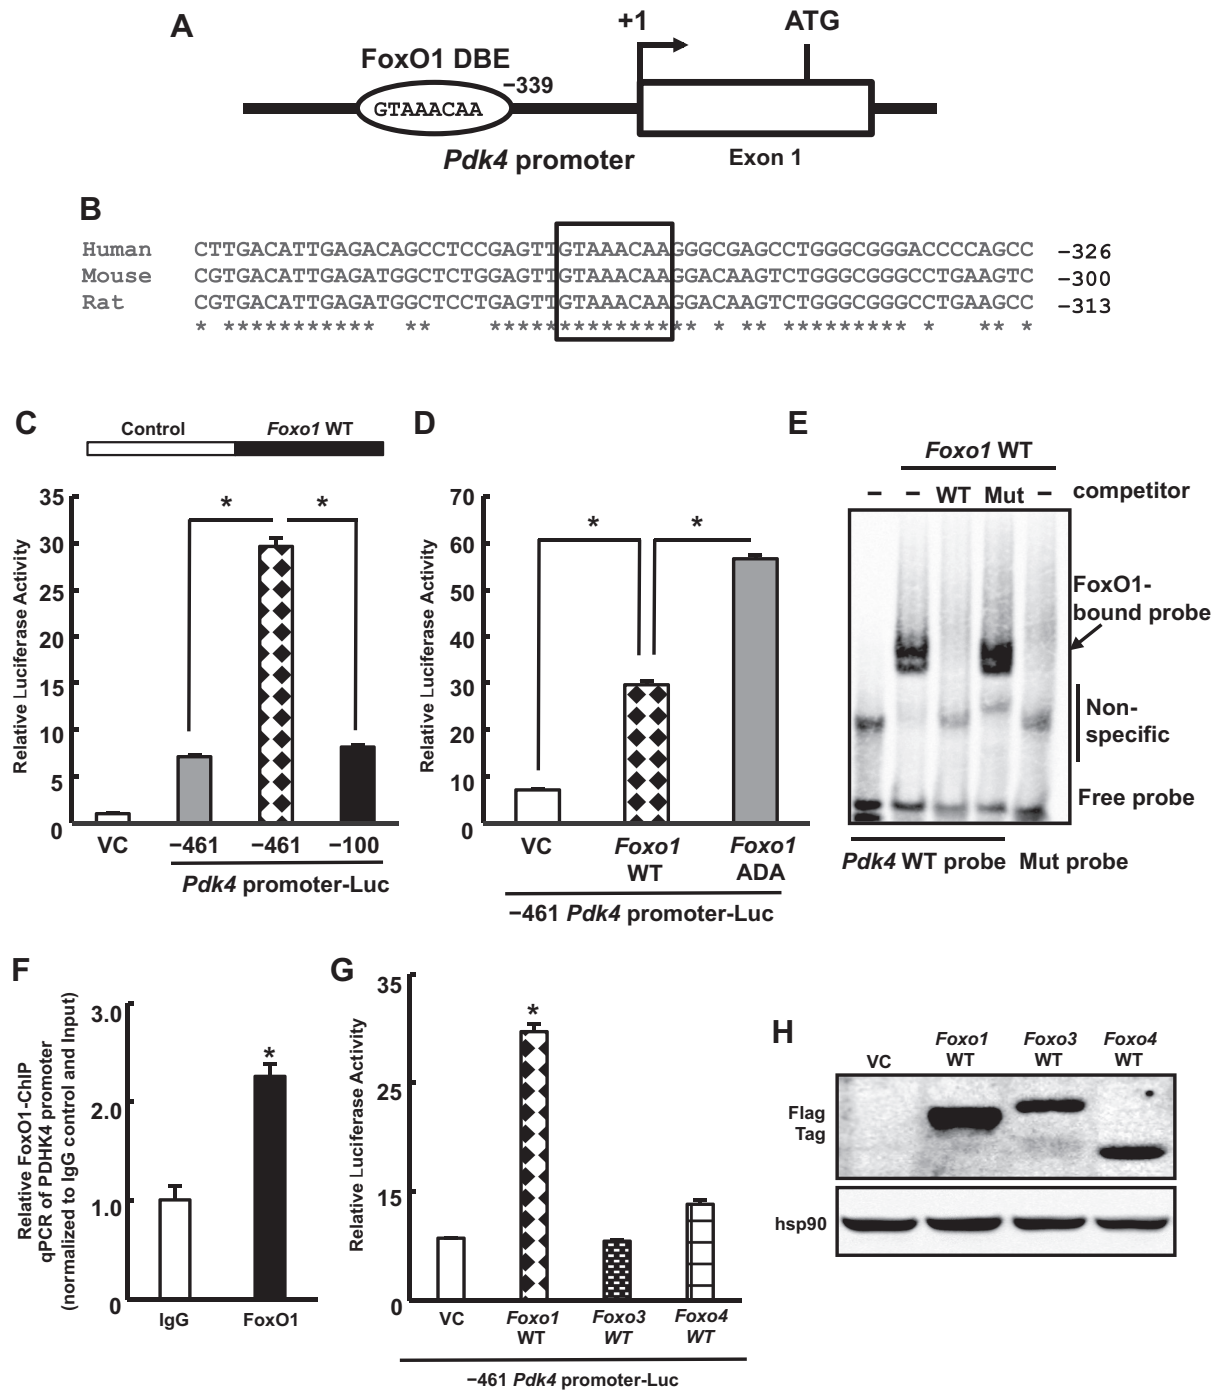 A
+1
ATG
FoxO1 DBE
−339
GTAAACAA
Pdk4 promoter
Exon 1
B
Human CTTGACATTGAGACAGCCTCCGAGTTGTAAACAAGGGCGAGCCTGGGCGGGACCCCAGCC −326
Mouse CGTGACATTGAGATGGCTCTGGAGTTGTAAACAAGGACAAGTCTGGGCGGGCCTGAAGTC −300
Rat CGTGACATTGAGATGGCTCCTGAGTTGTAAACAAGGACAAGTCTGGGCGGGCCTGAAGCC −313
* *********** ** *************** * ** ********* * ** *
C
Control Foxo1 WT
Relative Luciferase Activity
35
30
25
20
15
10
5
0
* *
VC −461 −461 −100
Pdk4 promoter-Luc
D
Relative Luciferase Activity
70
60
50
40
30
20
10
0
* *
VC Foxo1 WT Foxo1 ADA
−461 Pdk4 promoter-Luc
E
Foxo1 WT
− − WT Mut − competitor
FoxO1-
bound probe
Non-
specific
Free probe
Pdk4 WT probe Mut probe
F
Relative FoxO1-ChIP
qPCR of PDHK4 promoter
(normalized to IgG control and Input)
3.0
2.0
1.0
0
*
IgG FoxO1
G
Relative Luciferase Activity
35
25
15
0
*
VC Foxo1 WT Foxo3 WT Foxo4 WT
−461 Pdk4 promoter-Luc
H
VC Foxo1 WT Foxo3 WT Foxo4 WT
Flag
Tag
hsp90